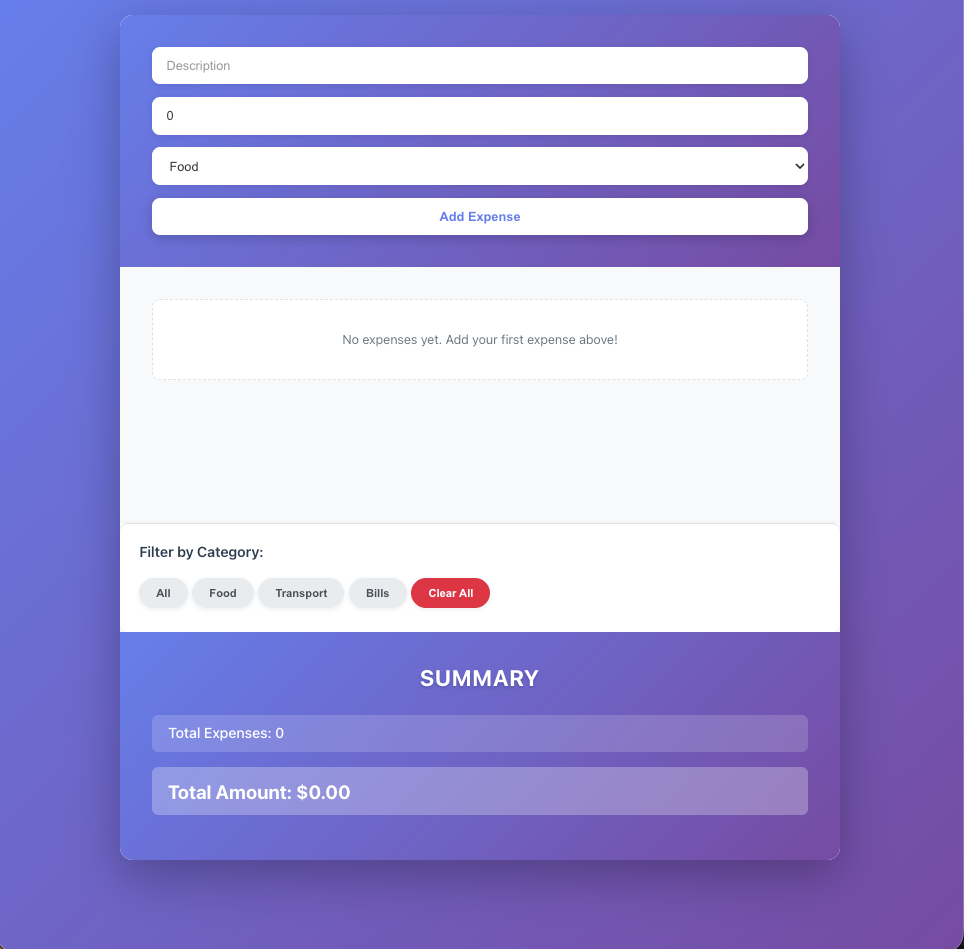 Description
0
Food
Add Expense
No expenses yet. Add your first expense above!
Filter by Category:
All Food Transport Bills Clear All
SUMMARY
Total Expenses: 0
Total Amount: $0.00